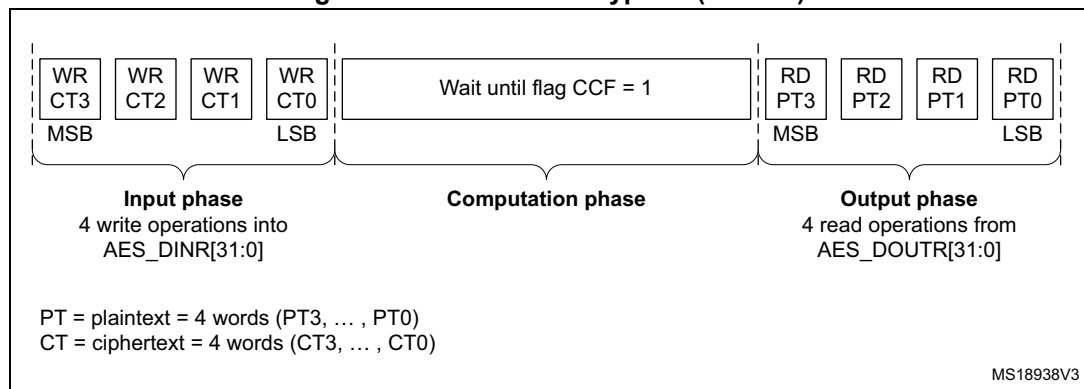 WR WR WR WR RD RD RD RD
CT3 CT2 CT1 CT0 Wait until flag CCF = 1 PT3 PT2 PT1 PT0
MSB LSB MSB LSB
Input phase Computation phase Output phase
4 write operations into 4 read operations from
AES_DINR[31:0] AES_DOUTR[31:0]
PT = plaintext = 4 words (PT3, … , PT0)
CT = ciphertext = 4 words (CT3, … , CT0)
MS18938V3